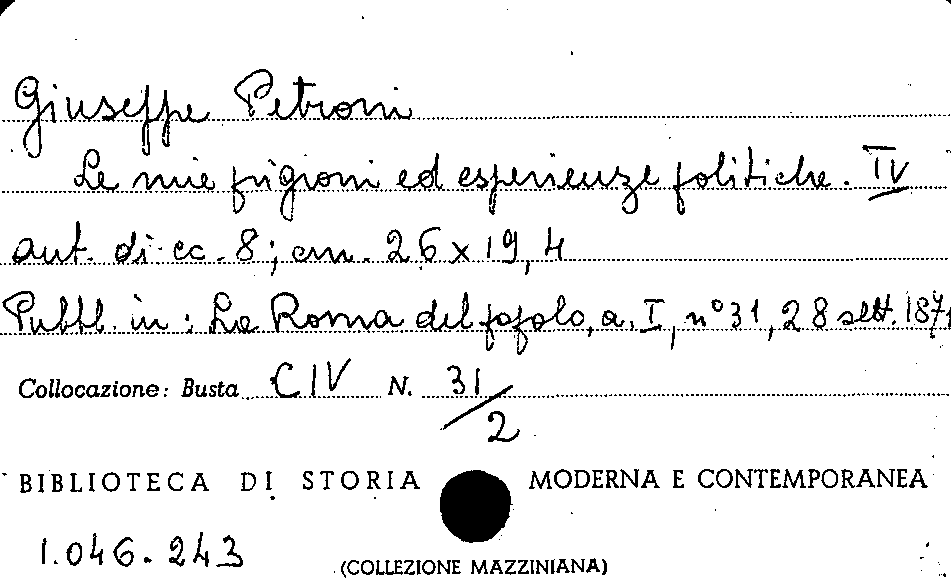 Giuseppe Petroni
Le mie prigioni ed esperienze politiche. IV
aut. di cc. 8; cm. 26 x 19,4
Pubbl. in: La Roma del popolo, a. I, n° 31, 28 sett. 1871
Collocazione: Busta CIV N. 31/2
BIBLIOTECA DI STORIA MODERNA E CONTEMPORANEA
1.046.243
(COLLEZIONE MAZZINIANA)